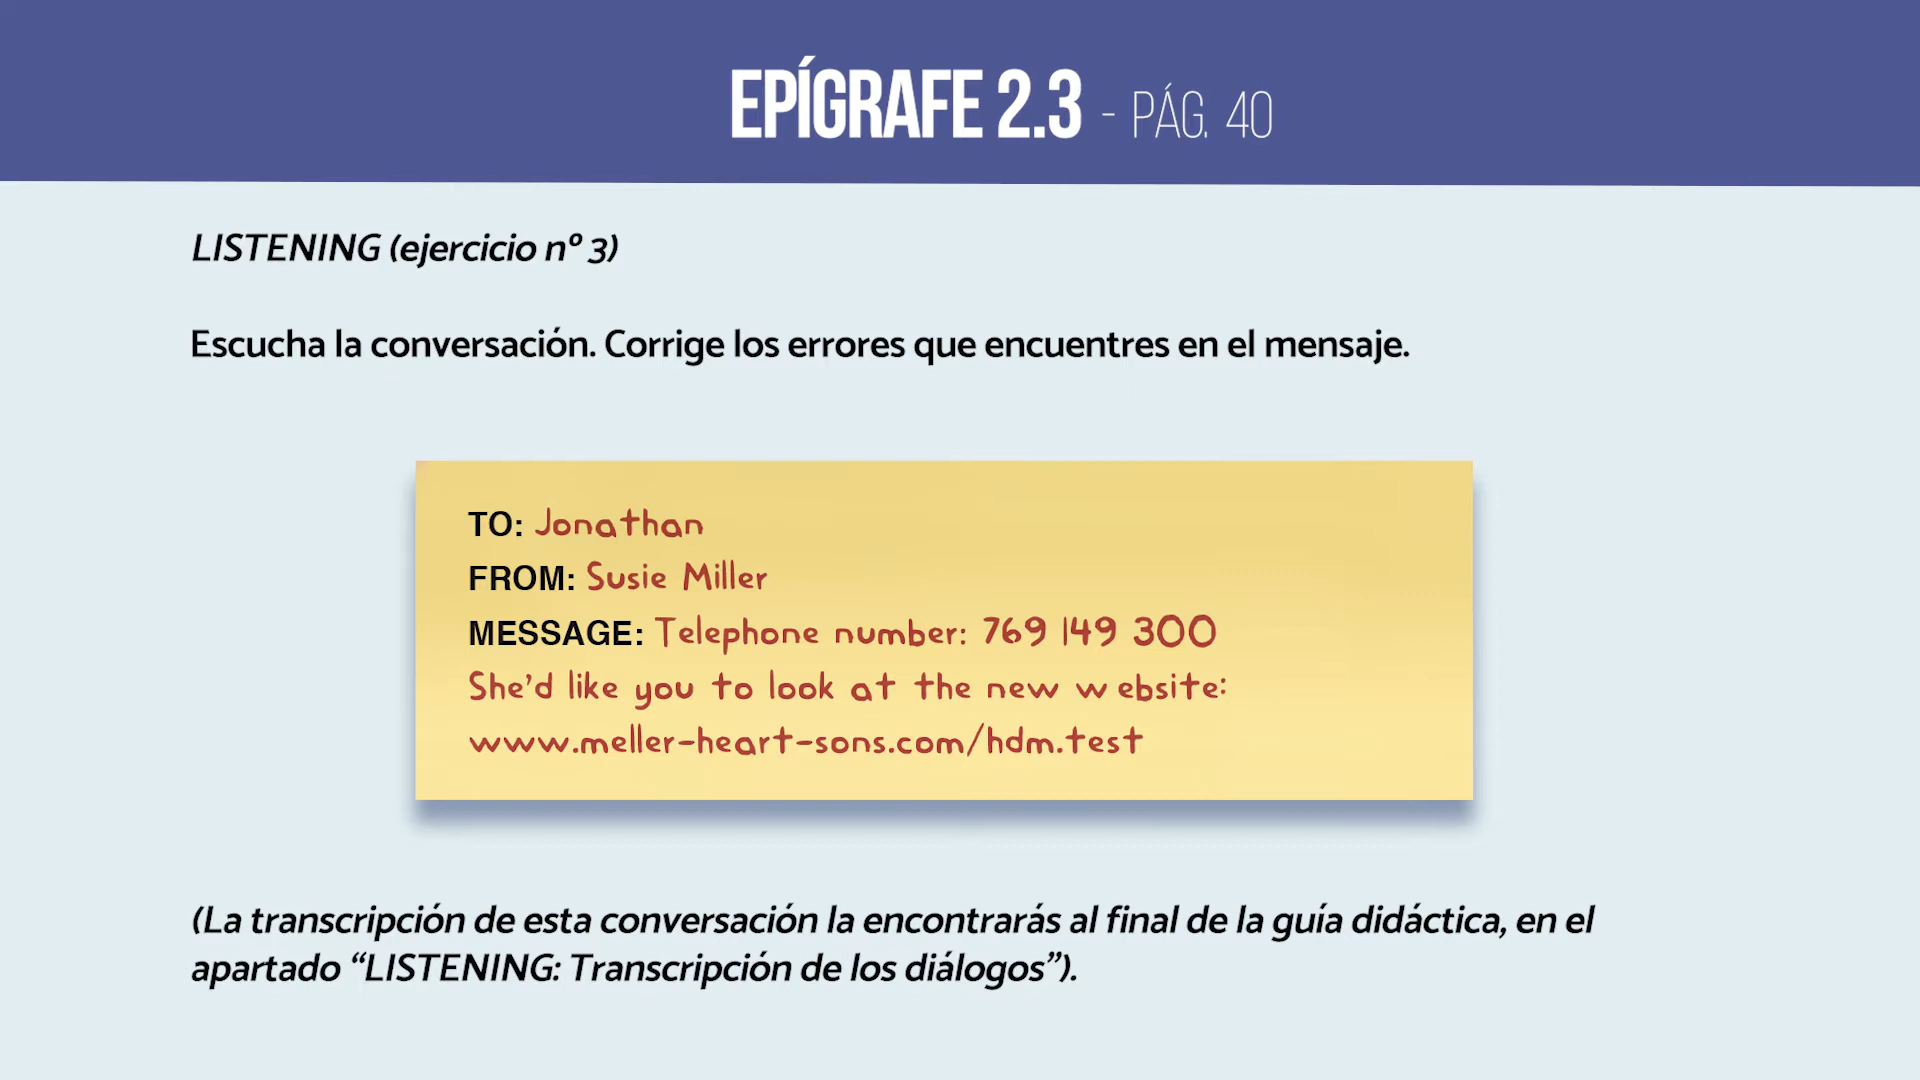 EPÍGRAFE 2.3 - PÁG. 40
LISTENING (ejercicio nº 3)
Escucha la conversación. Corrige los errores que encuentres en el mensaje.
TO: Jonathan
FROM: Susie Miller
MESSAGE: Telephone number: 769 149 300
She'd like you to look at the new w ebsite:
www.meller-heart-sons.com/hdm.test
(La transcripción de esta conversación la encontrarás al final de la guía didáctica, en el
apartado “LISTENING: Transcripción de los diálogos”).